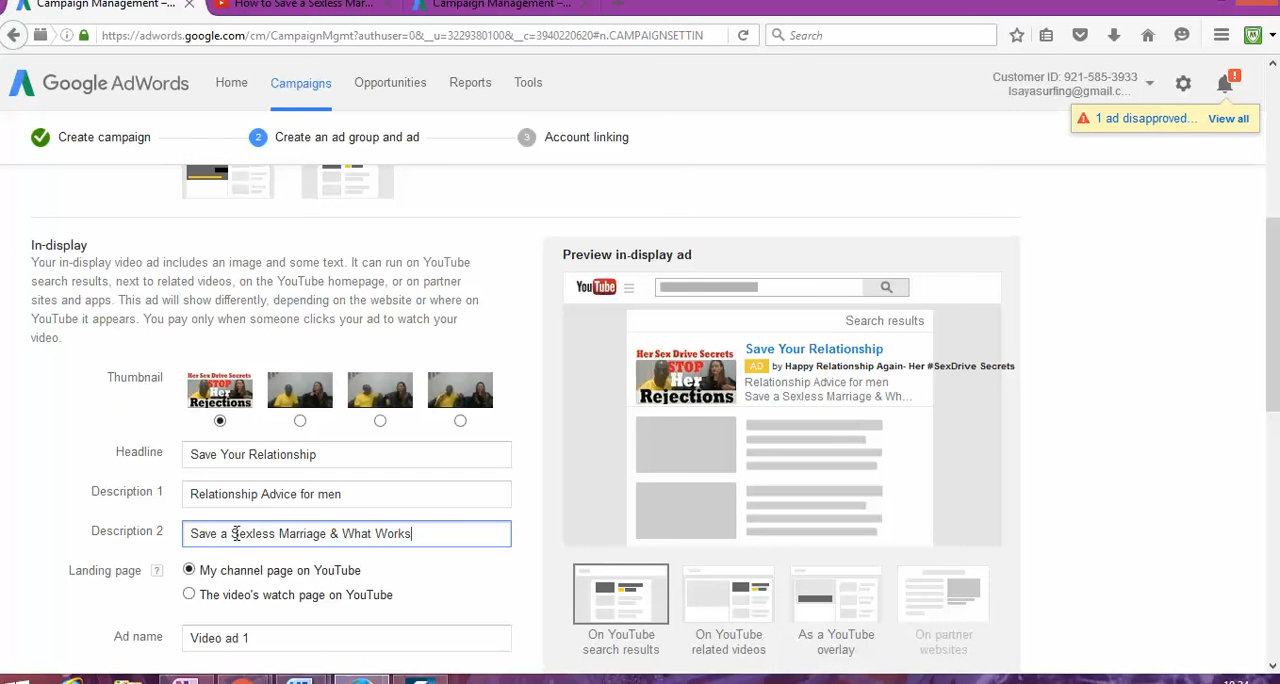 Campaign Management –...
How to Save a Sexless Mar...
Campaign Management –...
https://adwords.google.com/cm/CampaignMgmt?authuser=0&__u=3229380100&__c=3940220620#n.CAMPAIGNSETTIN
Search
Google AdWords
Home
Campaigns
Opportunities
Reports
Tools
Customer ID: 921-585-3933
lsayasurfing@gmail.c...
1 ad disapproved... View all
Create campaign
2 Create an ad group and ad
3 Account linking
In-display
Your in-display video ad includes an image and some text. It can run on YouTube
search results, next to related videos, on the YouTube homepage, or on partner
sites and apps. This ad will show differently, depending on the website or where on
YouTube it appears. You pay only when someone clicks your ad to watch your
video.
Thumbnail
Her Sex Drive Secrets
STOP
Her
Rejections
Headline
Save Your Relationship
Description 1
Relationship Advice for men
Description 2
Save a Sexless Marriage & What Works
Landing page ?
My channel page on YouTube
The video's watch page on YouTube
Ad name
Video ad 1
Preview in-display ad
YouTube
Search results
Her Sex Drive Secrets
STOP
Her
Rejections
Save Your Relationship
AD by Happy Relationship Again- Her #SexDrive Secrets
Relationship Advice for men
Save a Sexless Marriage & Wh...
On YouTube
search results
On YouTube
related videos
As a YouTube
overlay
On partner
websites